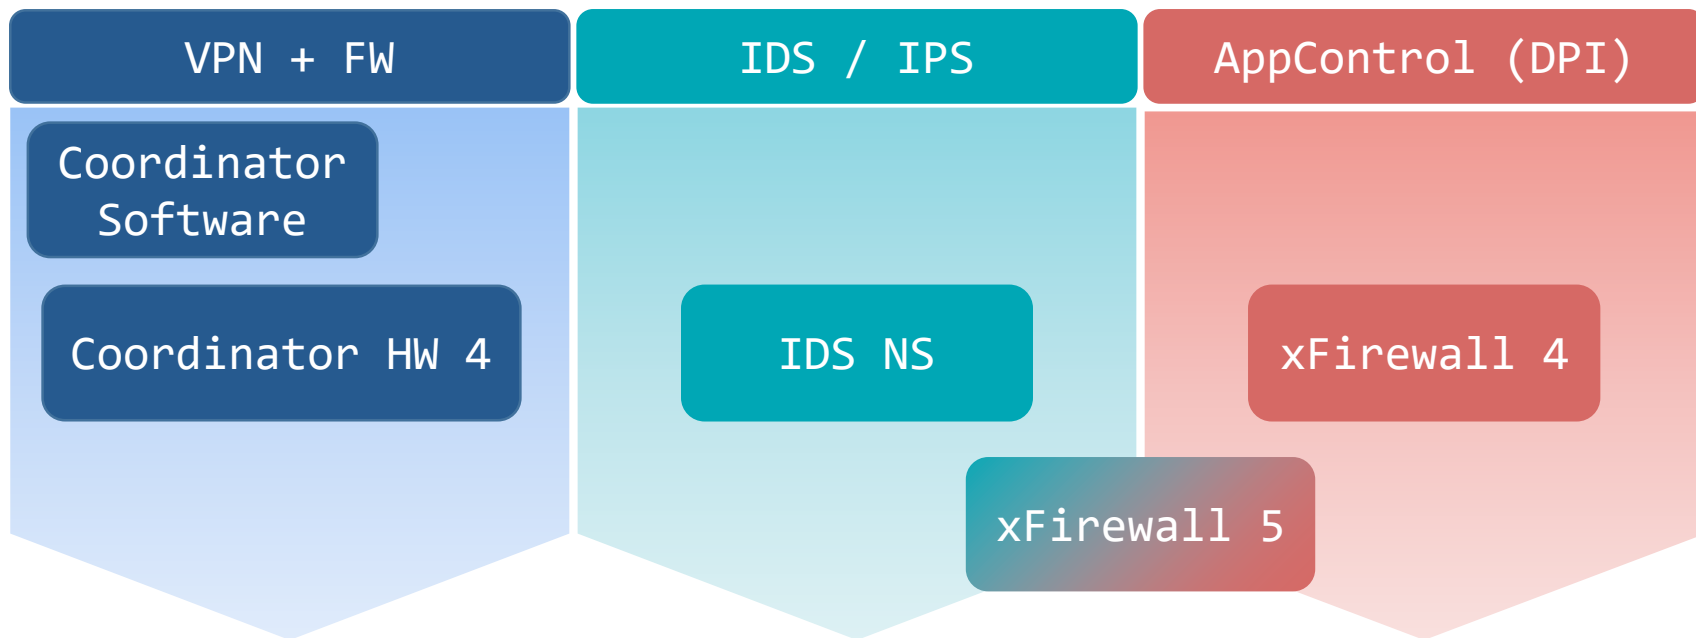 VPN + FW
IDS / IPS
AppControl (DPI)
Coordinator
Software
Coordinator HW 4
IDS NS
xFirewall 4
xFirewall 5